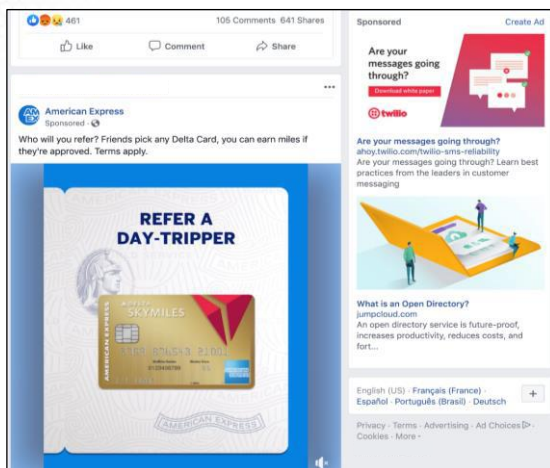 461
105 Comments 641 Shares
Like
Comment
Share
American Express
Sponsored ·
Who will you refer? Friends pick any Delta Card, you can earn miles if
they're approved. Terms apply.
REFER A
DAY-TRIPPER
DELTA
SKYMILES
AMERICAN EXPRESS
AMERICAN EXPRESS
Sponsored
Create Ad
Are your
messages going
through?
Download white paper
twilio
Are your messages going through?
ahoy.twilio.com/twilio-sms-reliability
Are your messages going through? Learn best
practices from the leaders in customer
messaging
What is an Open Directory?
jumpcloud.com
An open directory service is future-proof,
increases productivity, reduces costs, and
fort...
English (US) · Français (France) ·
Español · Português (Brasil) · Deutsch
+
Privacy · Terms · Advertising · Ad Choices ·
Cookies · More